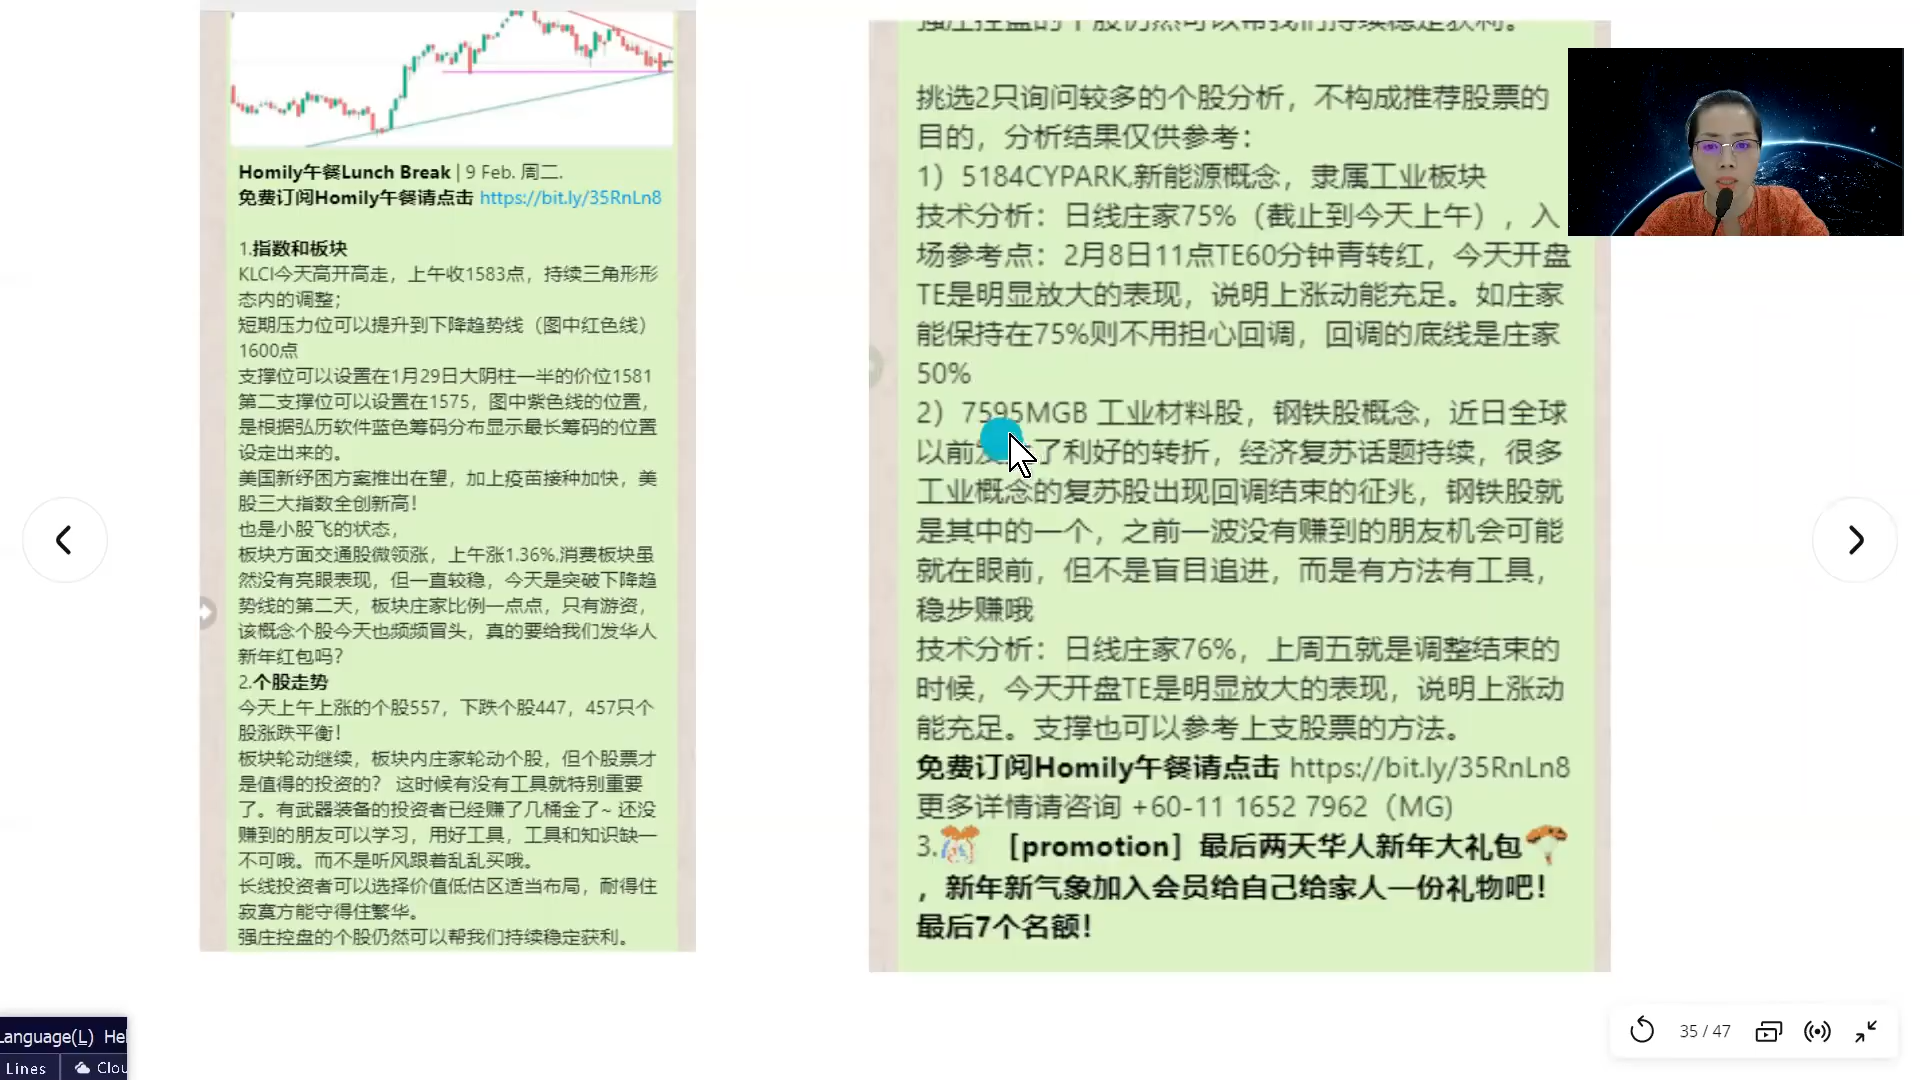 Homily午餐Lunch Break | 9 Feb. 周二.
免费订阅Homily午餐请点击 https://bit.ly/35RnLn8
1.指数和板块
KLCI今天高开高走，上午收1583点，持续三角形形
态内的调整；
短期压力位可以提升到下降趋势线（图中红色线）
1600点
支撑位可以设置在1月29日大阴柱一半的价位1581
第二支撑位可以设置在1575，图中紫色线的位置，
是根据弘历软件蓝色筹码分布显示最长筹码的位置
设定出来的。
美国新纾困方案推出在望，加上疫苗接种加快，美
股三大指数全创新高！
也是小股飞的状态，
板块方面交通股微领涨，上午涨1.36%,消费板块虽
然没有亮眼表现，但一直较稳，今天是突破下降趋
势线的第二天，板块庄家比例一点点，只有游资，
该概念个股今天也频频冒头，真的要给我们发华人
新年红包吗？
2.个股走势
今天上午上涨的个股557，下跌个股447，457只个
股涨跌平衡！
板块轮动继续，板块内庄家轮动个股，但个股票才
是值得的投资的？ 这时候有没有工具就特别重要
了。有武器装备的投资者已经赚了几桶金了~ 还没
赚到的朋友可以学习，用好工具，工具和知识缺一
不可哦。而不是听风跟着乱乱买哦。
长线投资者可以选择价值低估区适当布局，耐得住
寂寞方能守得住繁华。
强庄控盘的个股仍然可以帮我们持续稳定获利。
强庄控盘的个股仍然可以帮我们持续稳定获利。
挑选2只询问较多的个股分析，不构成推荐股票的
目的，分析结果仅供参考：
1）5184CYPARK,新能源概念，隶属工业板块
技术分析：日线庄家75%（截止到今天上午），入
场参考点：2月8日11点TE60分钟青转红，今天开盘
TE是明显放大的表现，说明上涨动能充足。如庄家
能保持在75%则不用担心回调，回调的底线是庄家
50%
2）7595MGB 工业材料股，钢铁股概念，近日全球
以前发 了利好的转折，经济复苏话题持续，很多
工业概念的复苏股出现回调结束的征兆，钢铁股就
是其中的一个，之前一波没有赚到的朋友机会可能
就在眼前，但不是盲目追进，而是有方法有工具，
稳步赚哦
技术分析：日线庄家76%，上周五就是调整结束的
时候，今天开盘TE是明显放大的表现，说明上涨动
能充足。支撑也可以参考上支股票的方法。
免费订阅Homily午餐请点击 https://bit.ly/35RnLn8
更多详情请咨询 +60-11 1652 7962（MG)
3. ［promotion］最后两天华人新年大礼包
，新年新气象加入会员给自己给家人一份礼物吧！
最后7个名额！
35 / 47
Language(L) Hel
Lines Clou